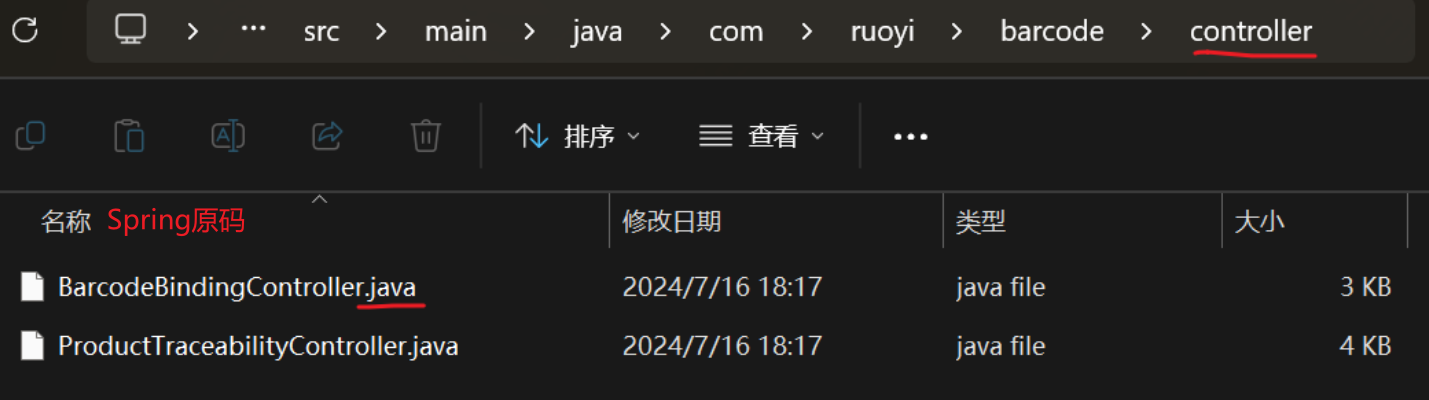 ··· src > main > java > com > ruoyi > barcode > controller
排序 查看 ···
名称 Spring原码 修改日期 类型 大小
BarcodeBindingController.java 2024/7/16 18:17 java file 3 KB
ProductTraceabilityController.java 2024/7/16 18:17 java file 4 KB